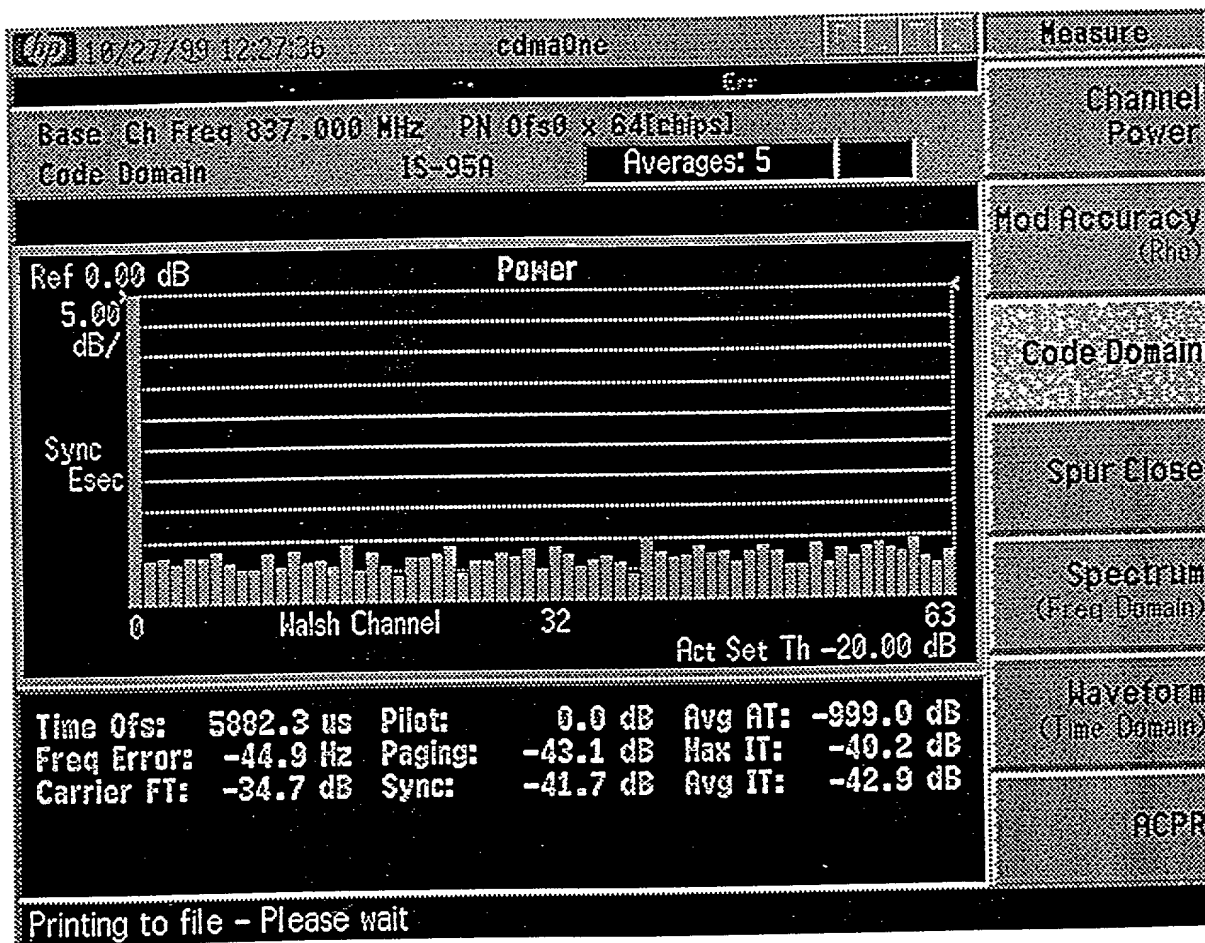 hp 10/27/99 12:27:36 cdmaOne
Measure
Err
Base Ch Freq 837.000 MHz PN Ofs0 x 64[chips]
Code Domain IS-95A Averages: 5
Channel
Power
Mod Accuracy
(Rho)
Code Domain
Spur Close
Spectrum
(Freq Domain)
Waveform
(Time Domain)
ACPR
Ref 0.00 dB Power
5.00
dB/
Sync
Esec
0 Walsh Channel 32 63
Act Set Th -20.00 dB
Time Ofs: 5882.3 us Pilot: 0.0 dB Avg AT: -999.0 dB
Freq Error: -44.9 Hz Paging: -43.1 dB Max IT: -40.2 dB
Carrier FT: -34.7 dB Sync: -41.7 dB Avg IT: -42.9 dB
Printing to file - Please wait